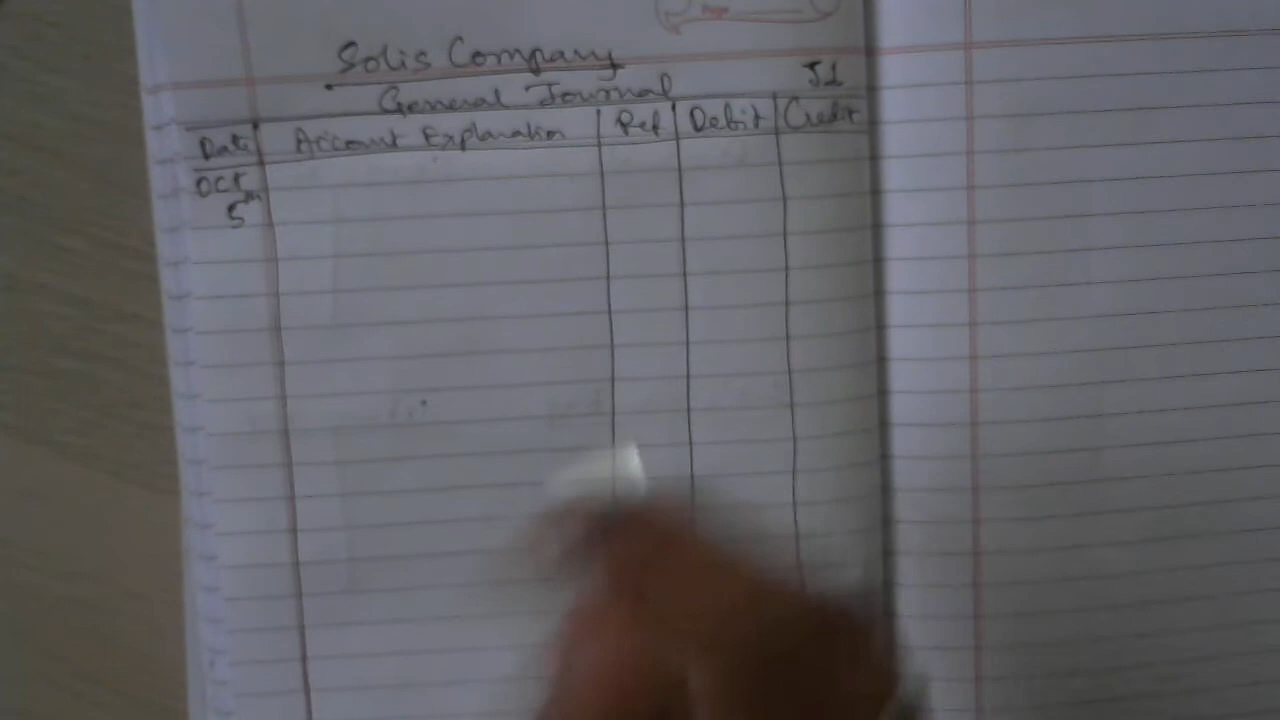 Solis Company
General Journal J1
Date Account Explanation Ref Debit Credit
OCT
5th